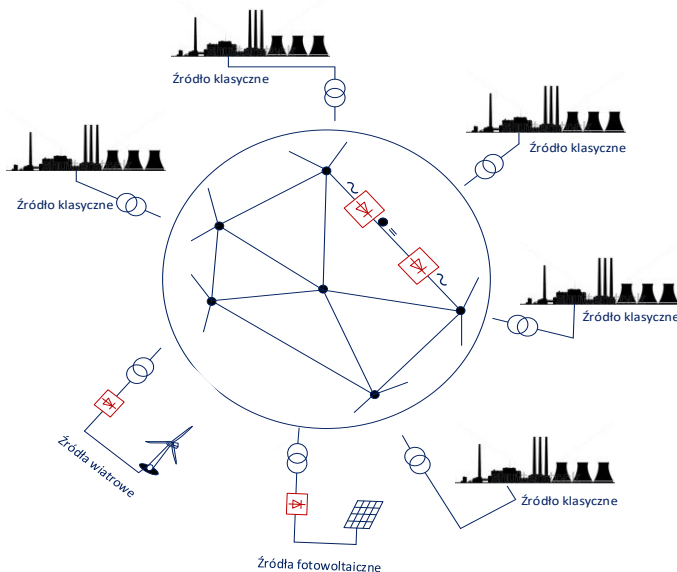 Źródło klasyczne
Źródło klasyczne
Źródło klasyczne
Źródło klasyczne
~
=
~
Źródła wiatrowe
Źródło klasyczne
Źródła fotowoltaiczne